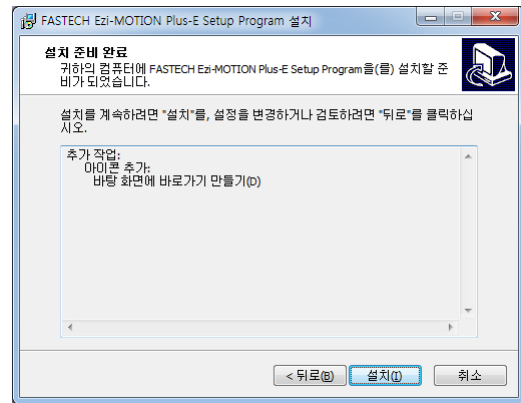 FASTECH Ezi-MOTION Plus-E Setup Program 설치
설치 준비 완료
귀하의 컴퓨터에 FASTECH Ezi-MOTION Plus-E Setup Program을(를) 설치할 준
비가 되었습니다.
설치를 계속하려면 "설치"를, 설정을 변경하거나 검토하려면 "뒤로"를 클릭하십
시오.
추가 작업:
아이콘 추가:
바탕 화면에 바로가기 만들기(D)
< 뒤로(B)
설치(I)
취소